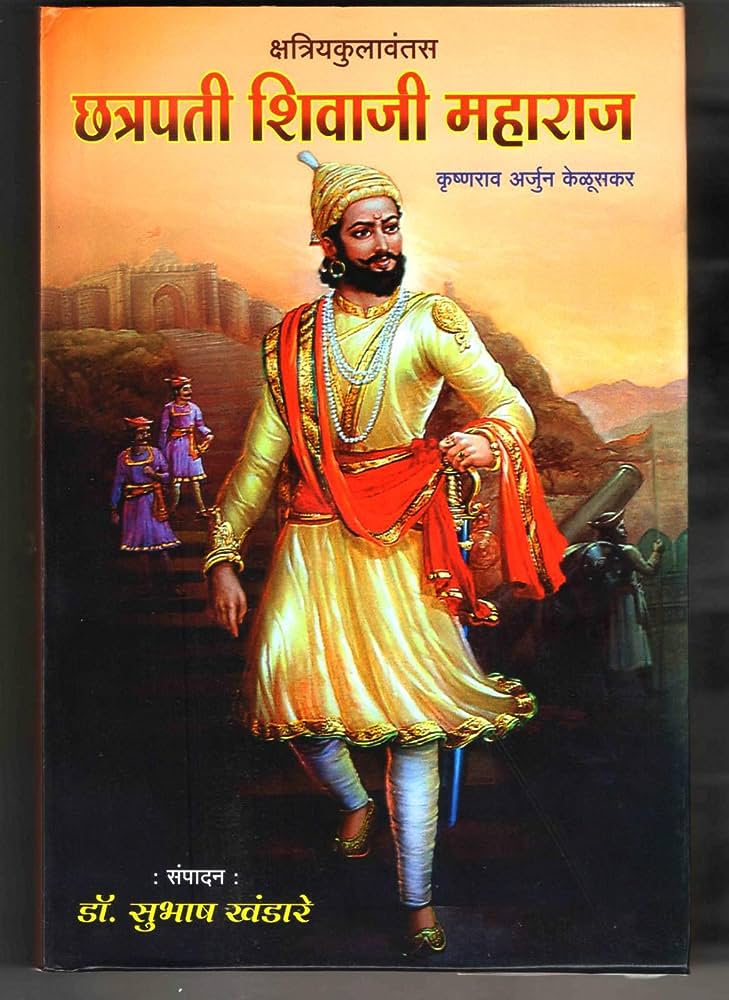 क्षत्रियकुलावंतस
छत्रपती शिवाजी महाराज
कृष्णराव अर्जुन केळूसकर
: संपादन :
डॉ. सुभाष खंडारे